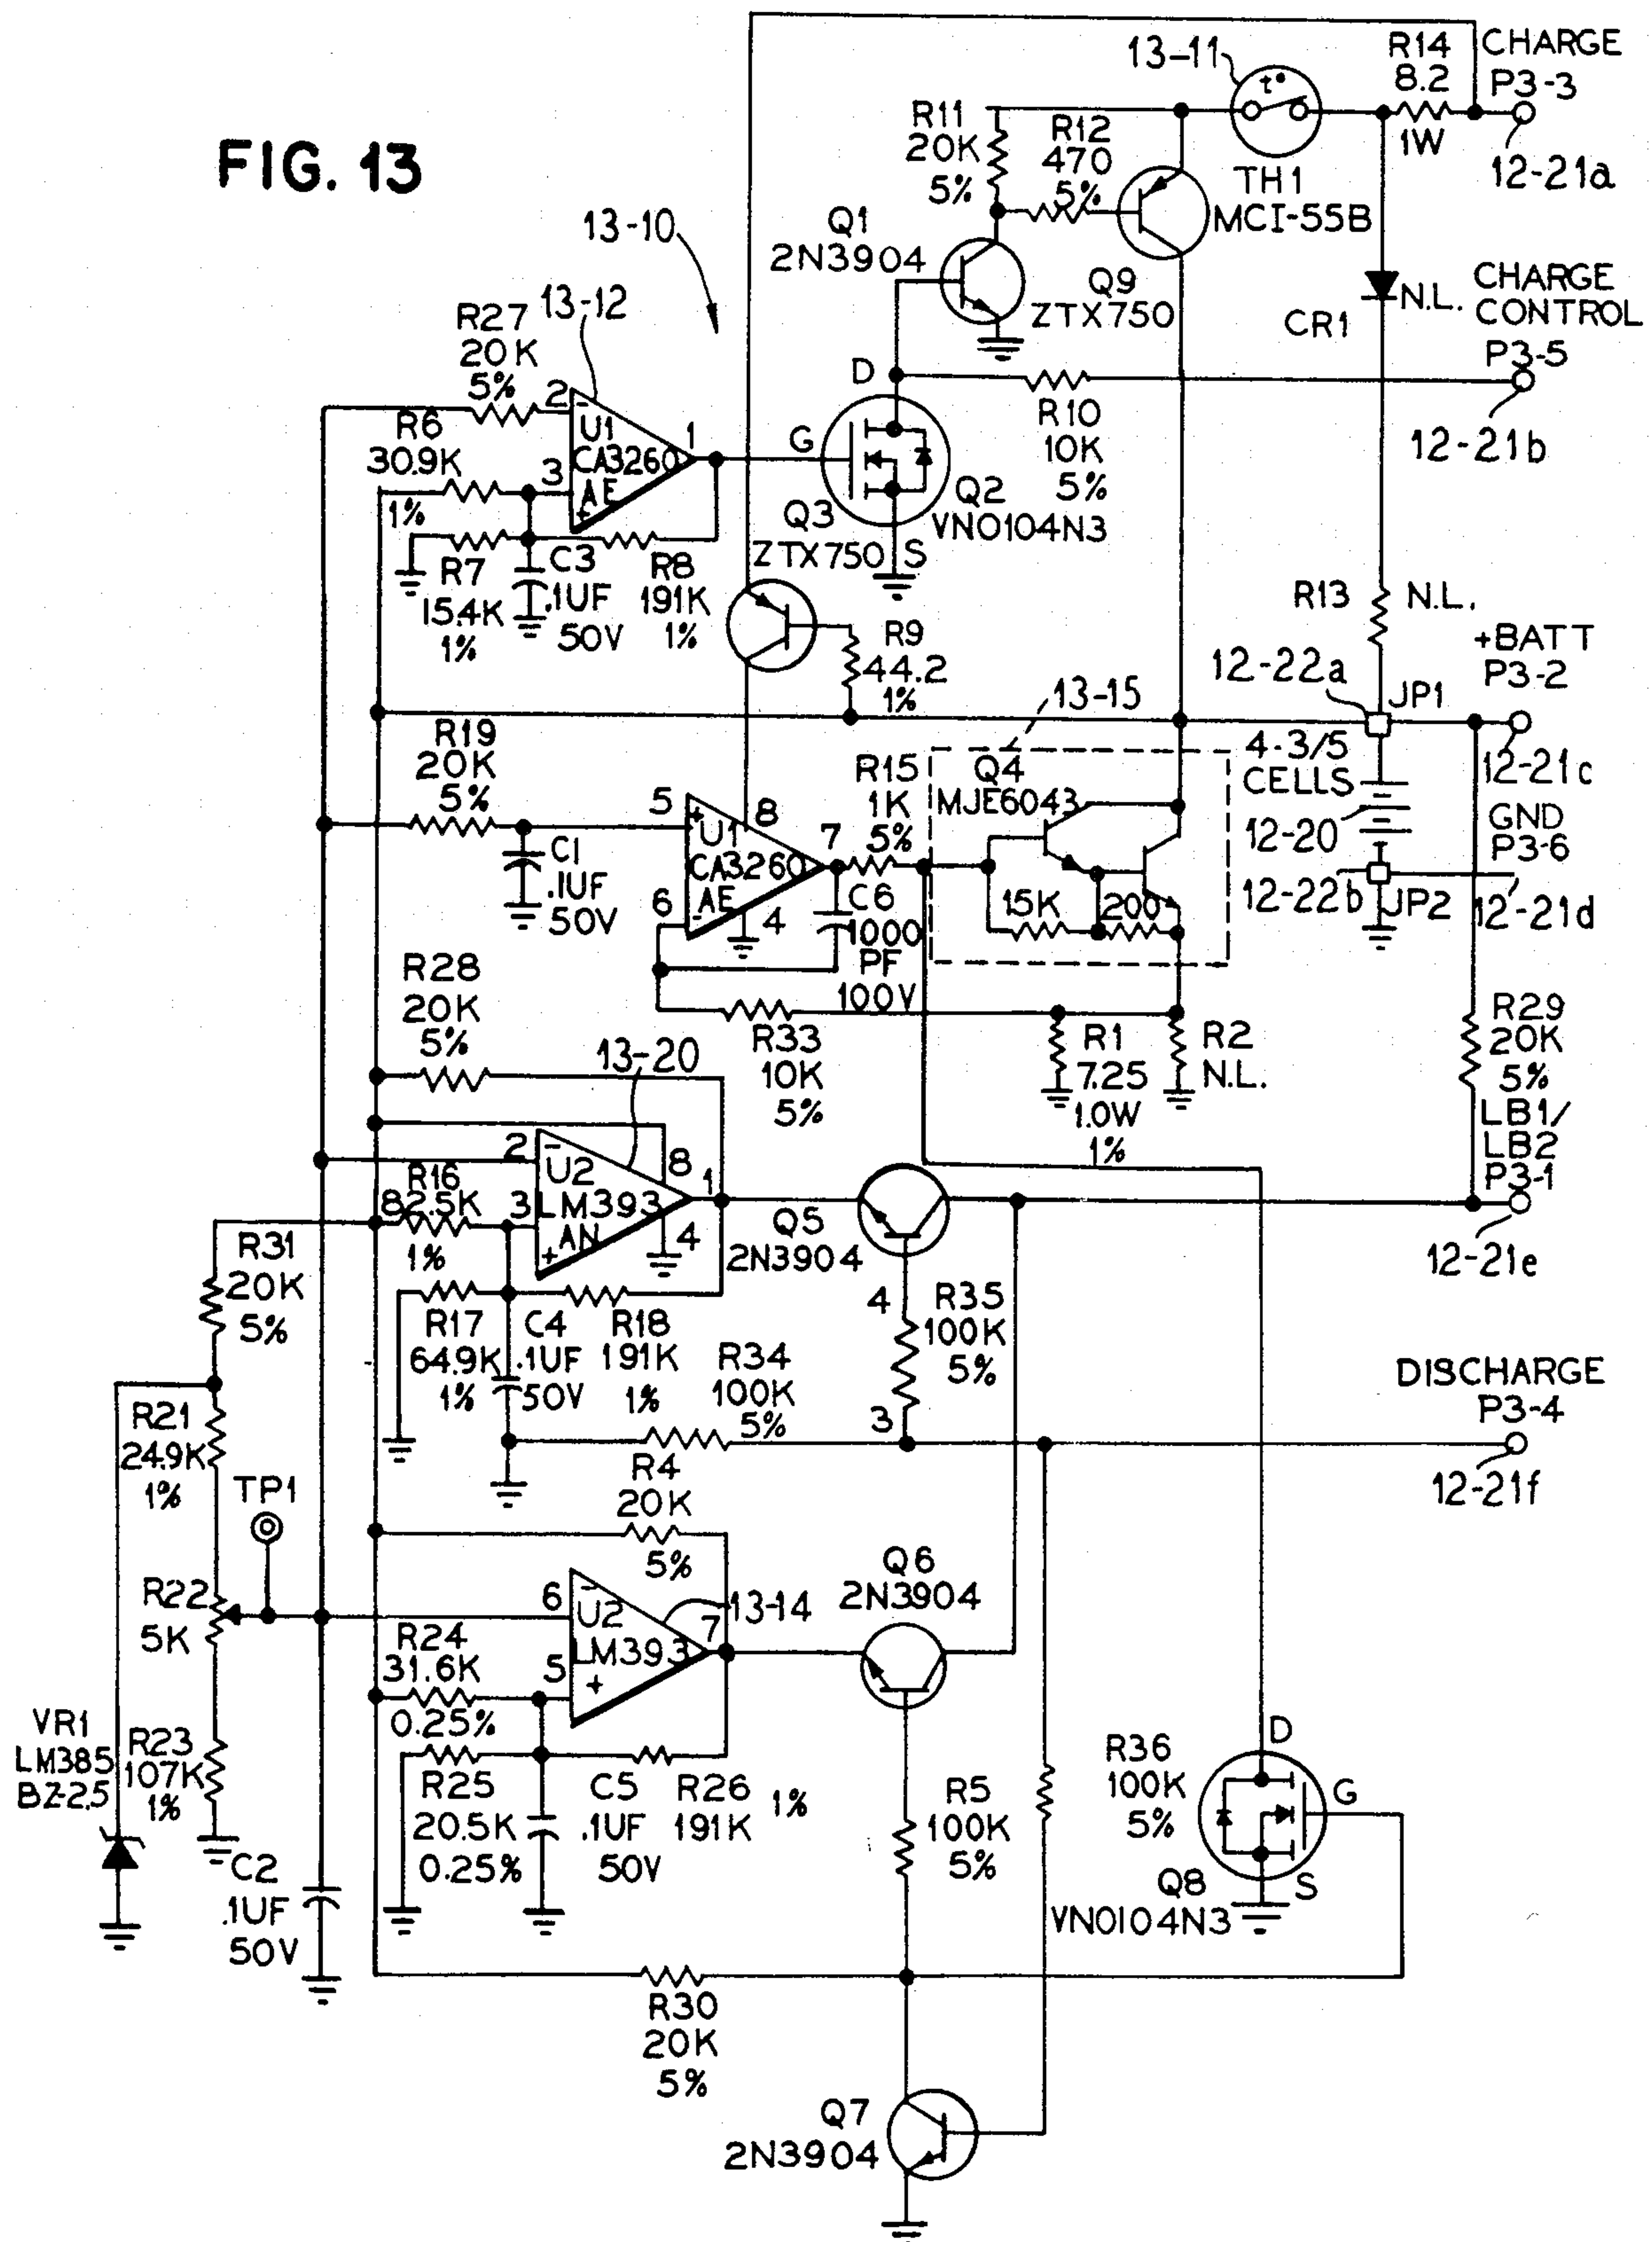 FIG. 13
13-10
13-11
t°
R14
8.2
1W
CHARGE
P3-3
12-21a
R11
20K
5%
R12
470
5%
TH1
MCI-55B
Q1
2N3904
Q9
ZTX750
CR1
N.L.
CHARGE
CONTROL
P3-5
12-21b
R27
20K
5%
13-12
2
-
U1
CA3260
AE
+
1
3
R6
30.9K
1%
R7
15.4K
1%
C3
.1UF
50V
R8
191K
1%
D
G
S
Q2
VN0104N3
R10
10K
5%
Q3
ZTX750
R9
44.2
1%
R13
N.L.
+BATT
P3-2
12-22a
JP1
12-21c
13-15
4-3/5
CELLS
12-20
GND
P3-6
12-22b
JP2
12-21d
R19
20K
5%
C1
.1UF
50V
5
+
U1
CA3260
AE
-
6
8
7
4
R15
1K
5%
C6
1000
PF
100V
Q4
MJE6043
15K
200
R28
20K
5%
R33
10K
5%
R1
7.25
1.0W
1%
R2
N.L.
R29
20K
5%
LB1/
LB2
P3-1
12-21e
13-20
2
-
U2
LM393
AN
+
3
8
1
4
R16
82.5K
1%
R17
64.9K
1%
C4
.1UF
50V
R18
191K
1%
Q5
2N3904
4
R35
100K
5%
3
R34
100K
5%
DISCHARGE
P3-4
12-21f
R31
20K
5%
R21
24.9K
1%
TP1
R22
5K
R23
107K
1%
VR1
LM385
BZ-2.5
C2
.1UF
50V
R4
20K
5%
13-14
6
-
U2
LM393
+
5
7
R24
31.6K
0.25%
R25
20.5K
0.25%
C5
.1UF
50V
R26
191K
1%
Q6
2N3904
R5
100K
5%
R36
100K
5%
D
G
S
Q8
VN0104N3
R30
20K
5%
Q7
2N3904